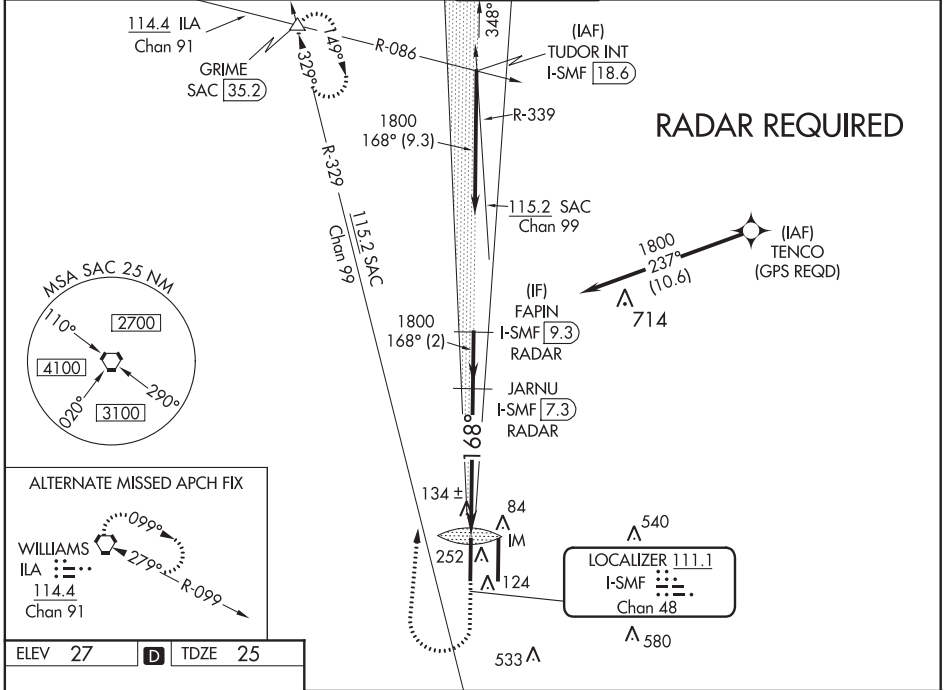 114.4 ILA
Chan 91
GRIME
SAC 35.2
149°
329°
R-086
348°
(IAF)
TUDOR INT
I-SMF 18.6
R-339
1800
168° (9.3)
RADAR REQUIRED
R-329
115.2 SAC
Chan 99
115.2 SAC
Chan 99
(IAF)
TENCO
(GPS REQD)
1800
237°
(10.6)
714
MSA SAC 25 NM
110°
2700
4100
020°
290°
3100
(IF)
FAPIN
I-SMF 9.3
RADAR
1800
168° (2)
JARNU
I-SMF 7.3
RADAR
168°
ALTERNATE MISSED APCH FIX
099°
WILLIAMS
ILA
279°
R-099
114.4
Chan 91
134 ±
84
IM
252
124
540
LOCALIZER 111.1
I-SMF
Chan 48
580
533
ELEV 27
D
TDZE 25